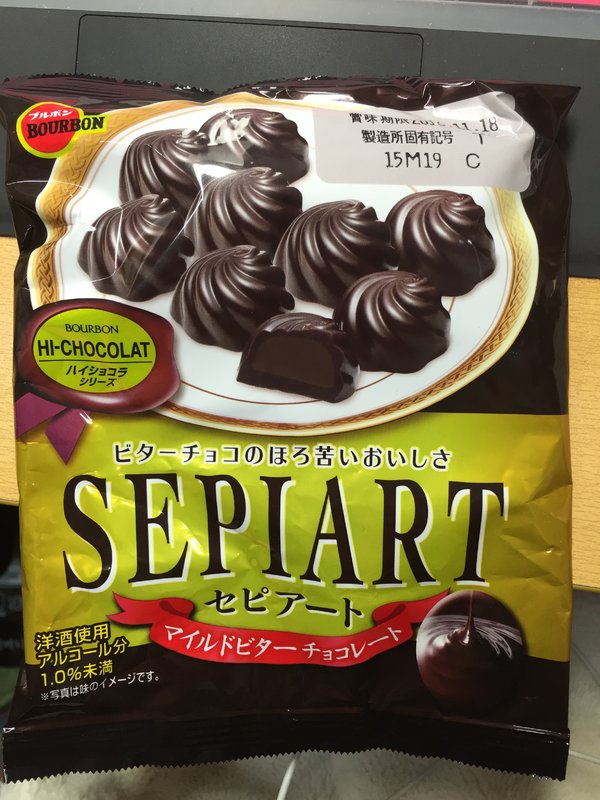 ブルボン
BOURBON
賞味期限
.18
製造所固有記号 T
15M19 C
BOURBON
HI-CHOCOLAT
ハイショコラ
シリーズ
ビターチョコのほろ苦いおいしさ
SEPIART
セピアート
マイルドビターチョコレート
洋酒使用
アルコール分
1.0%未満
※写真は味のイメージです。